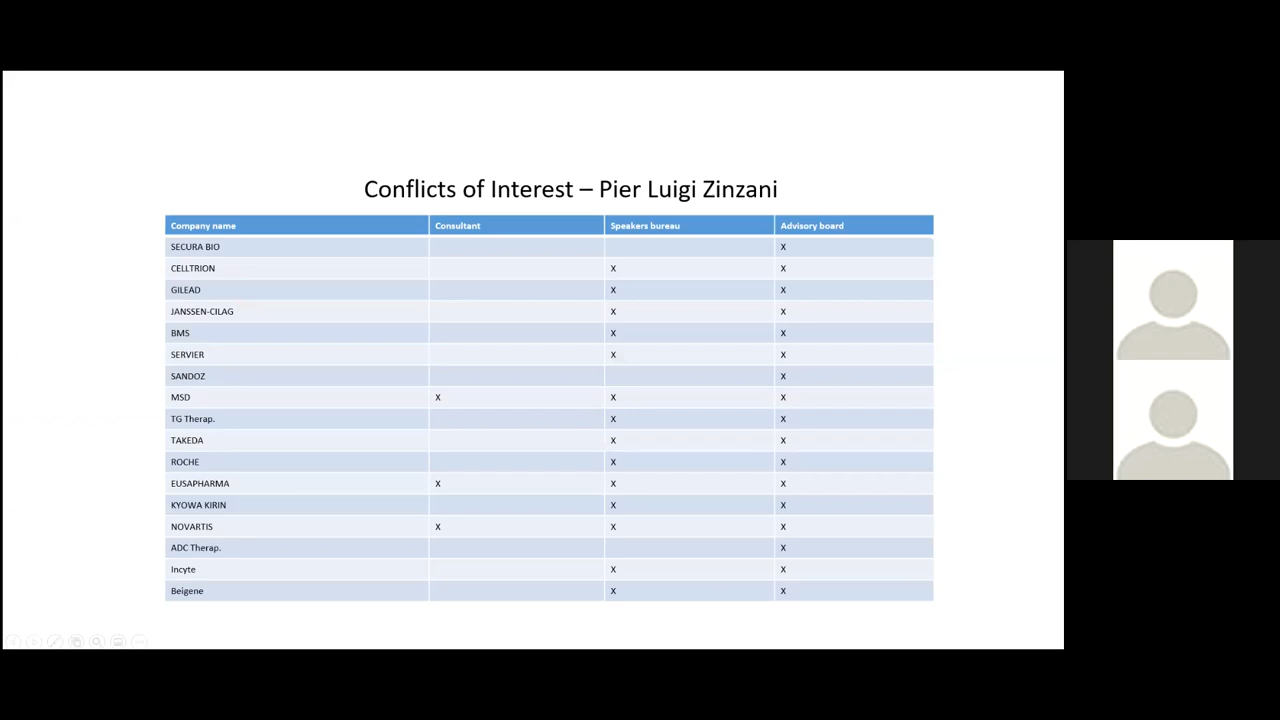 Conflicts of Interest – Pier Luigi Zinzani
Company name Consultant Speakers bureau Advisory board
SECURA BIO X
CELLTRION X X
GILEAD X X
JANSSEN-CILAG X X
BMS X X
SERVIER X X
SANDOZ X
MSD X X X
TG Therap. X X
TAKEDA X X
ROCHE X X
EUSAPHARMA X X X
KYOWA KIRIN X X
NOVARTIS X X X
ADC Therap. X
Incyte X X
Beigene X X